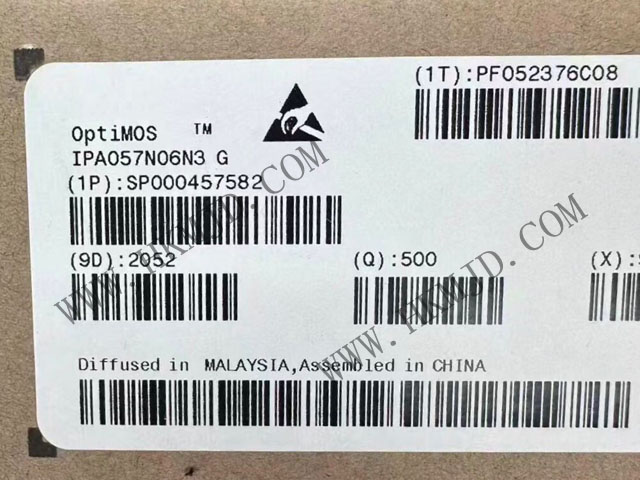 (1T):PF052376C08
OptiMOS ™
IPA057N06N3 G
(1P):SP000457582
(9D):2052
(Q):500
(X):
Diffused in MALAYSIA,Assembled in CHINA
WWW.HKMJD.COM
WWW.HKMJD.COM